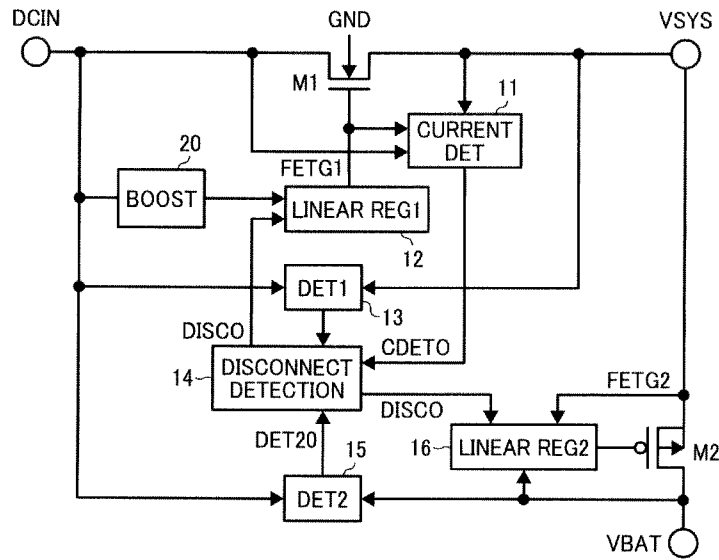 DCIN
GND
VSYS
M1
11
CURRENT
DET
20
FETG1
BOOST
LINEAR REG1
12
DET1
13
DISCO
CDETO
14
DISCONNECT
DETECTION
FETG2
DISCO
DET20
16
LINEAR REG2
M2
15
DET2
VBAT